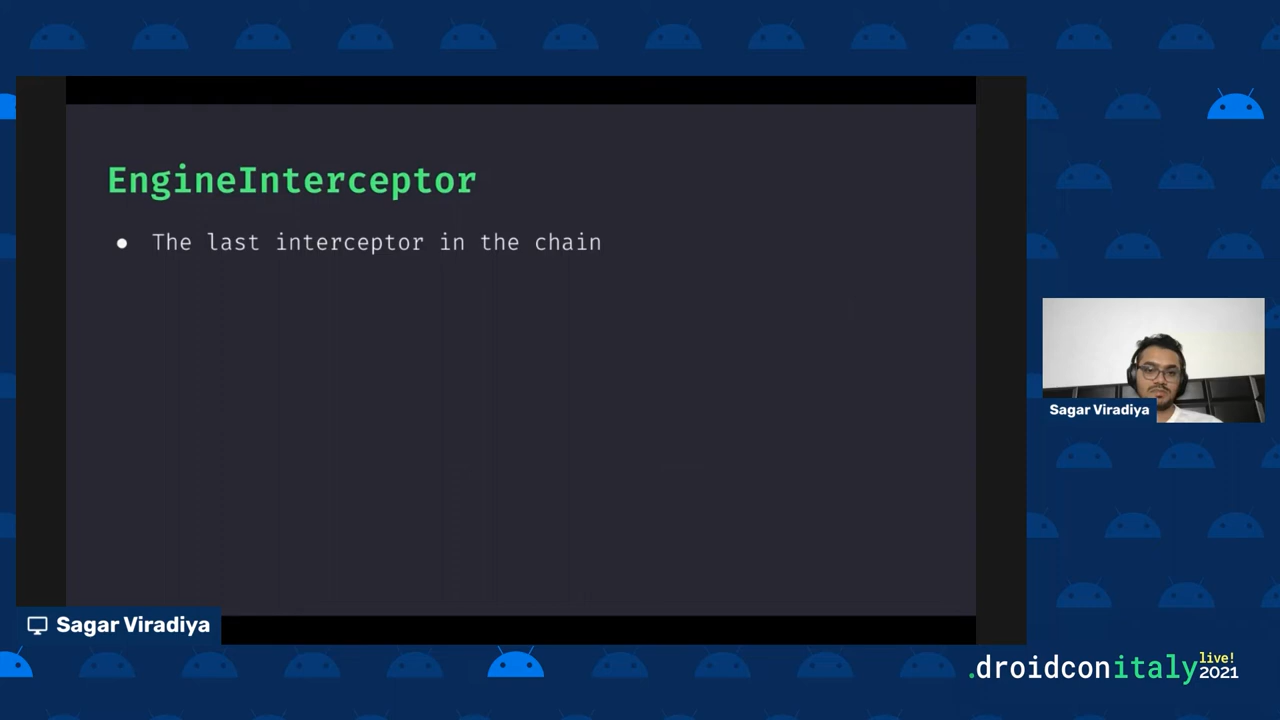 EngineInterceptor
● The last interceptor in the chain
Sagar Viradiya
Sagar Viradiya
.droidconitaly live! 2021